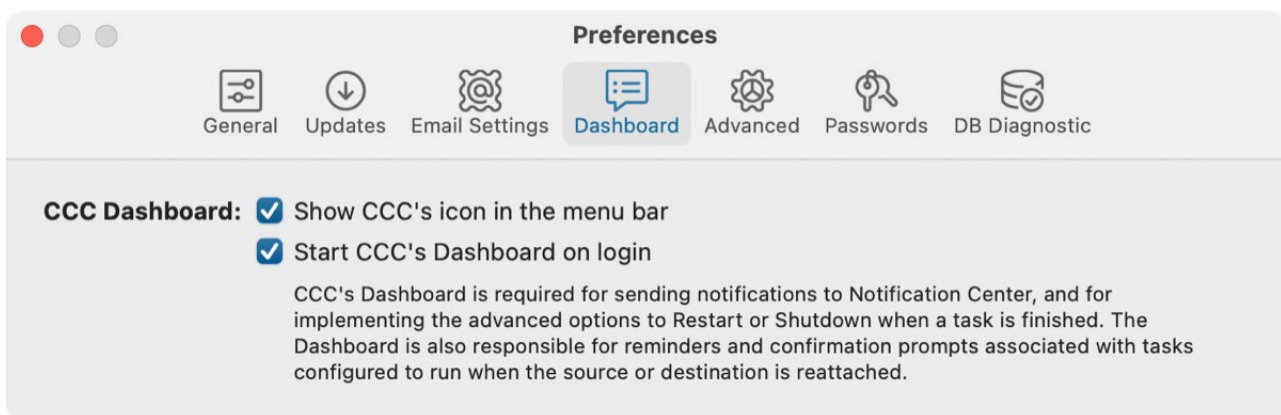 Preferences
General Updates Email Settings Dashboard Advanced Passwords DB Diagnostic
CCC Dashboard: Show CCC's icon in the menu bar
Start CCC's Dashboard on login
CCC's Dashboard is required for sending notifications to Notification Center, and for
implementing the advanced options to Restart or Shutdown when a task is finished. The
Dashboard is also responsible for reminders and confirmation prompts associated with tasks
configured to run when the source or destination is reattached.